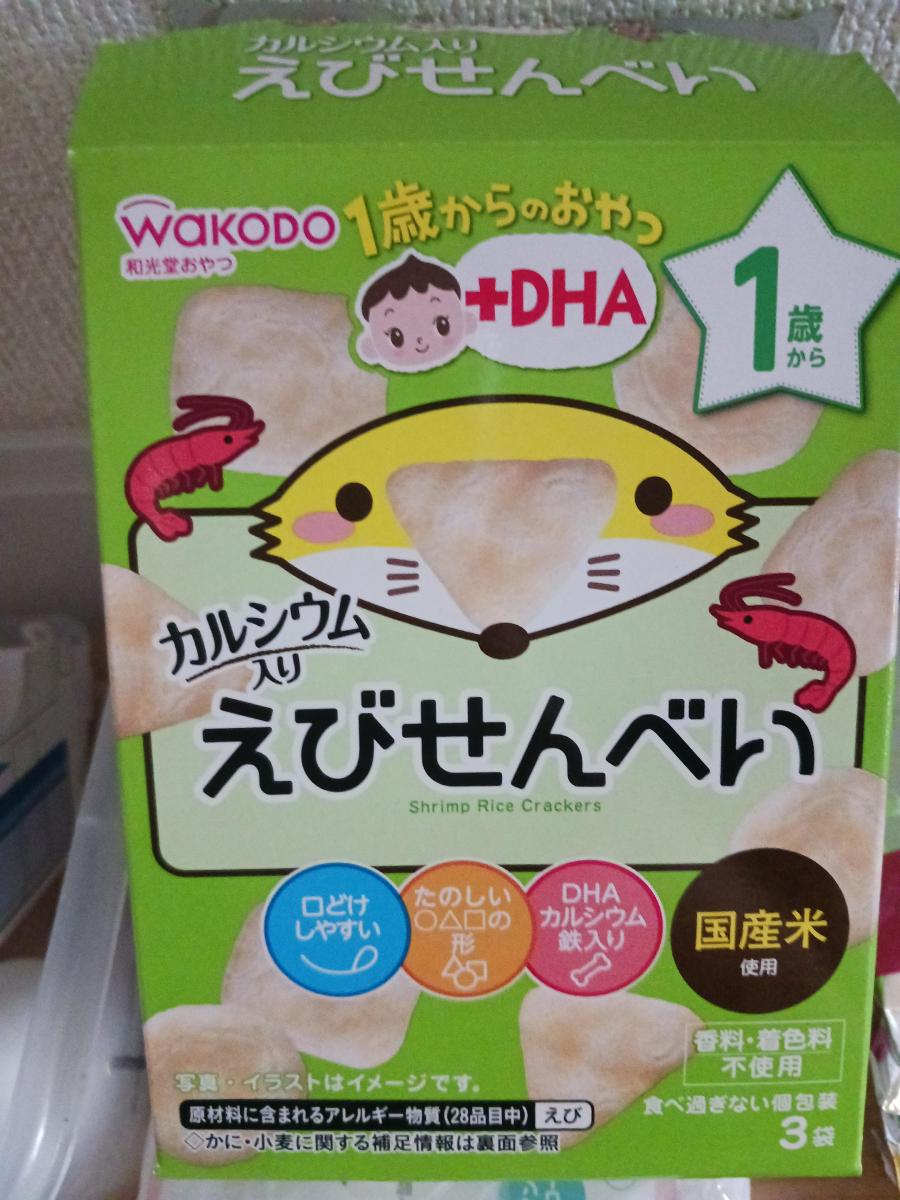 カルシウム入り
えびせんべい
WAKODO
和光堂おやつ
1歳からのおやつ
+DHA
1歳
から
カルシウム
入り
えびせんべい
Shrimp Rice Crackers
口どけ
しやすい
たのしい
○△□の
形
DHA
カルシウム
鉄入り
国産米
使用
香料・着色料
不使用
写真・イラストはイメージです。
食べ過ぎない個包装
3袋
原材料に含まれるアレルギー物質(28品目中) えび
◇かに・小麦に関する補足情報は裏面参照